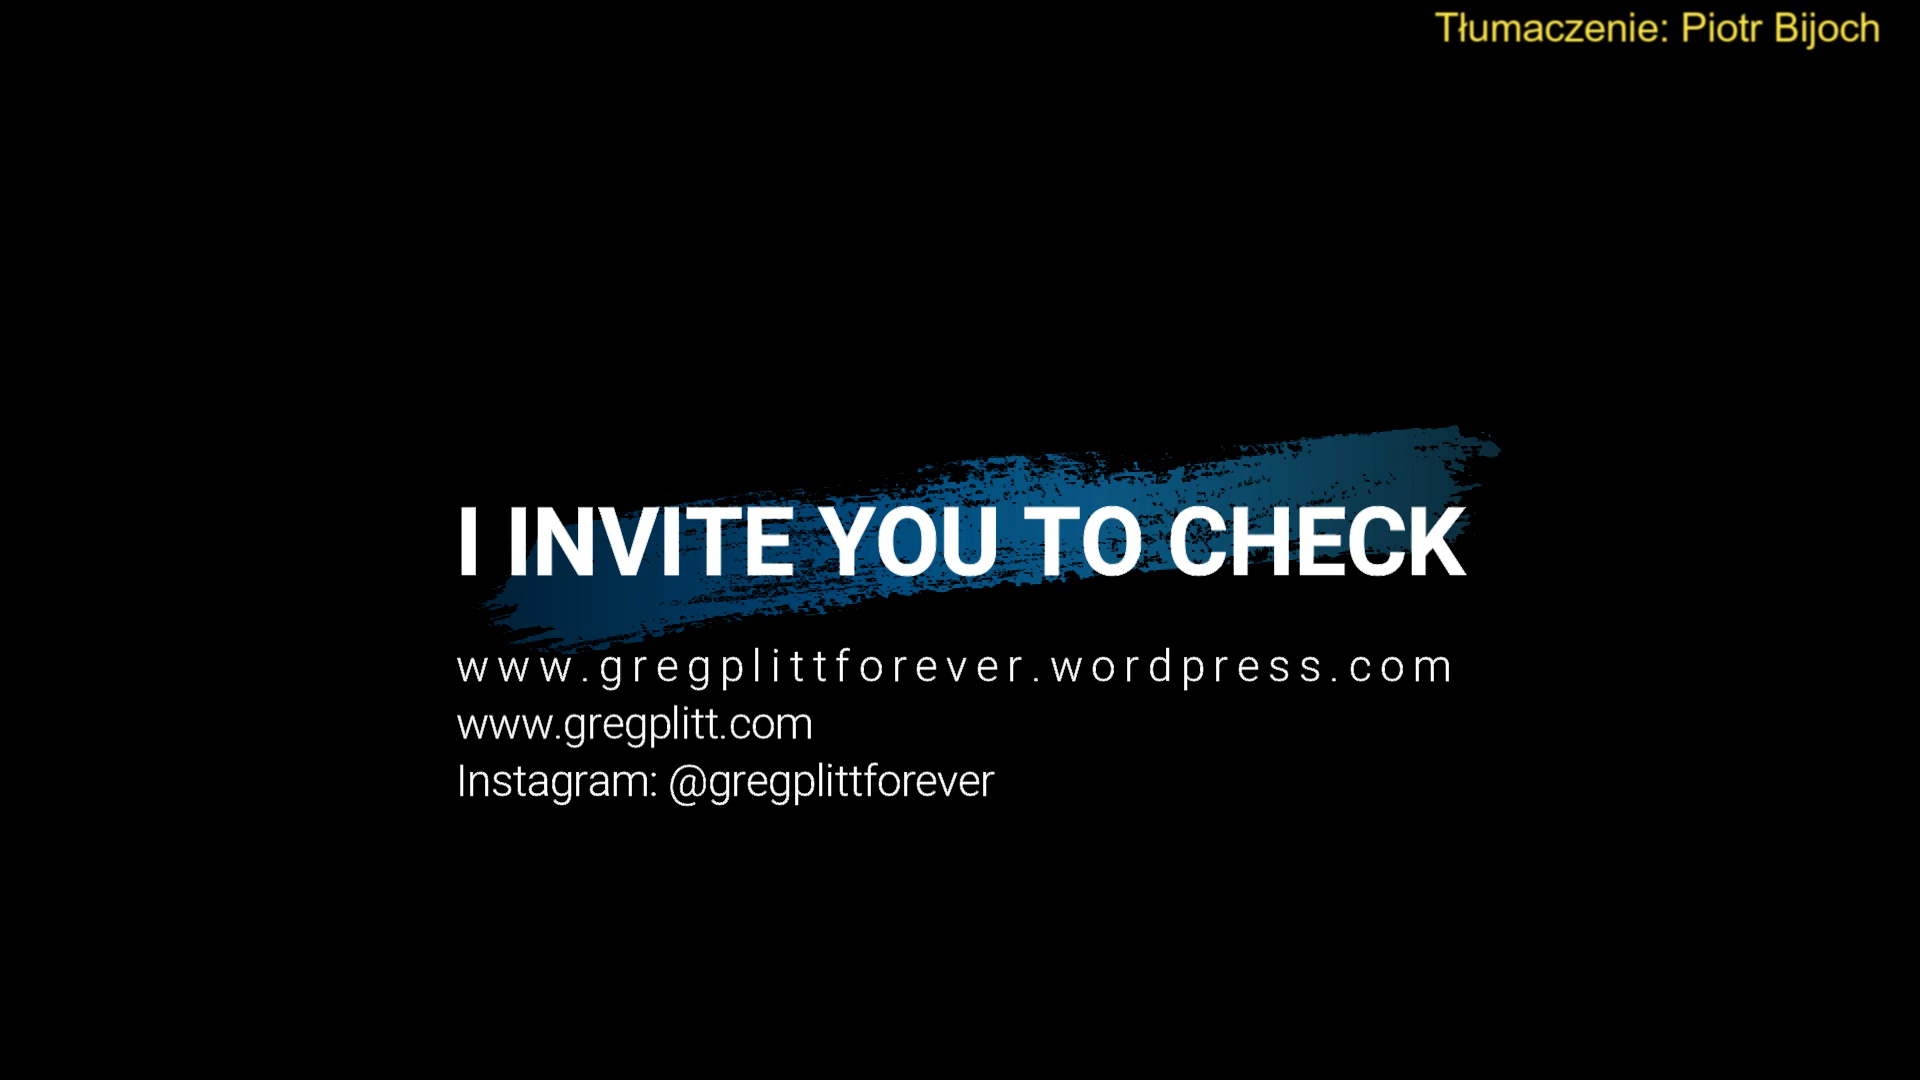 Tłumaczenie: Piotr Bijoch
I INVITE YOU TO CHECK
www.gregplittforever.wordpress.com
www.gregplitt.com
Instagram: @gregplittforever